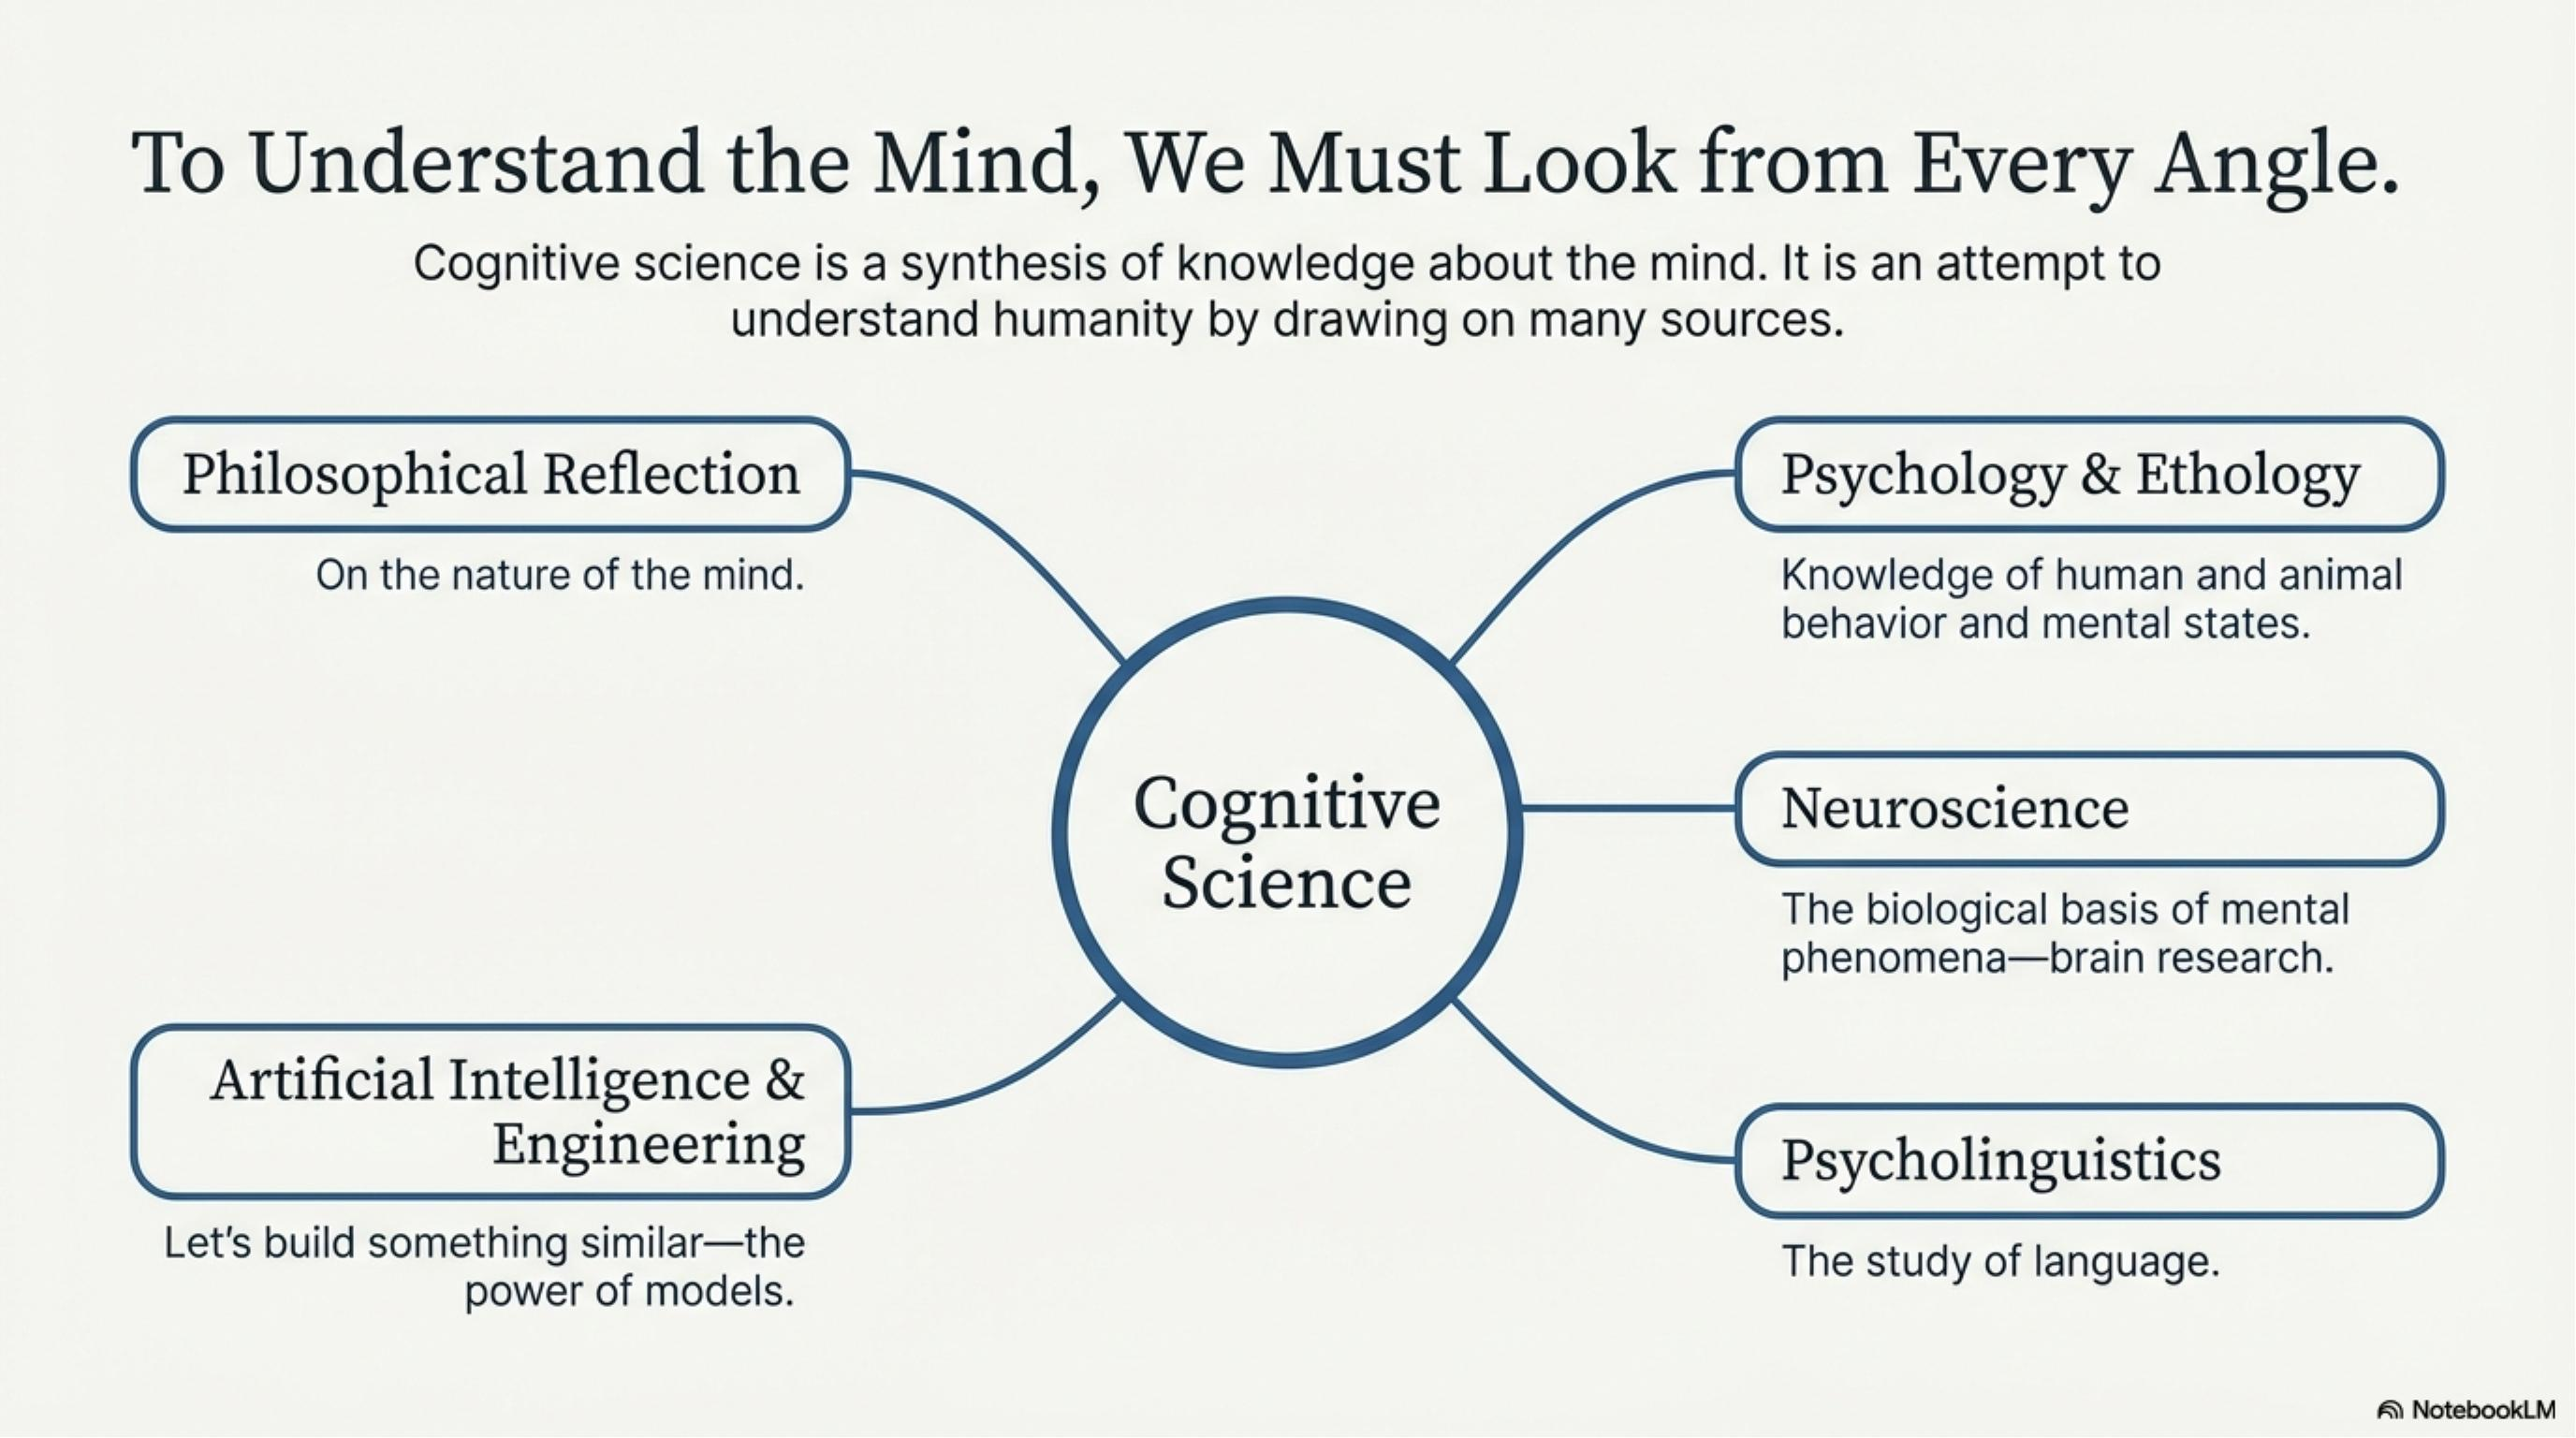 To Understand the Mind, We Must Look from Every Angle.
Cognitive science is a synthesis of knowledge about the mind. It is an attempt to
understand humanity by drawing on many sources.
Philosophical Reflection
On the nature of the mind.
Artificial Intelligence &
Engineering
Let’s build something similar—the
power of models.
Cognitive
Science
Psychology & Ethology
Knowledge of human and animal
behavior and mental states.
Neuroscience
The biological basis of mental
phenomena—brain research.
Psycholinguistics
The study of language.
NotebookLM